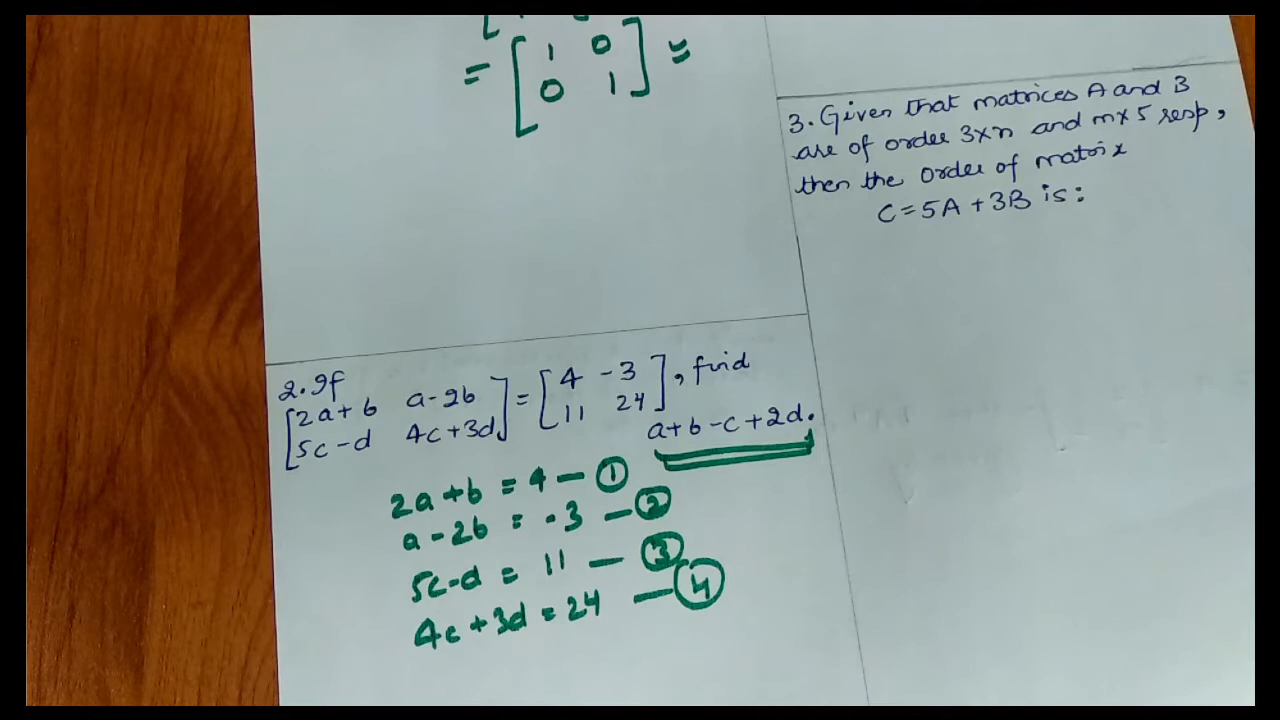 = [1 0
0 1] =
2. If
[2a+b a-2b
5c-d 4c+3d] = [4 -3
11 24], find
a+b-c+2d.
2a+b = 4 — ①
a-2b = -3 — ②
5c-d = 11 — ③
4c+3d = 24 — ④
3. Given that matrices A and B
are of order 3×n and m×5 resp,
then the order of matrix
C=5A+3B is: